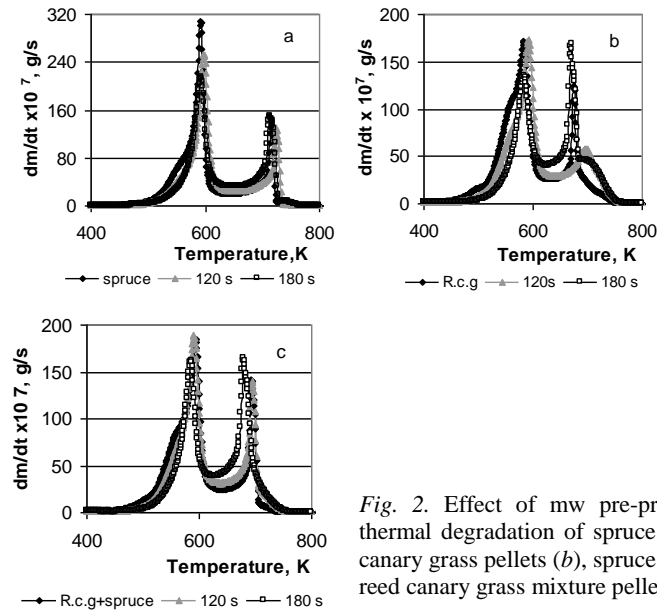 320
240
160
80
0
dm/dt x10 7, g/s
a
400 600 800
Temperature,K
spruce 120 s 180 s
200
150
100
50
0
dm/dt x 10⁷, g/s
b
400 600 800
Temperature, K
R.c.g 120s 180 s
200
150
100
50
0
dm/dt x10 7, g/s
c
400 600 800
Temperature, K
R.c.g+spruce 120 s 180 s
Fig. 2. Effect of mw pre-pr
thermal degradation of spruce
canary grass pellets (b), spruce
reed canary grass mixture pelle